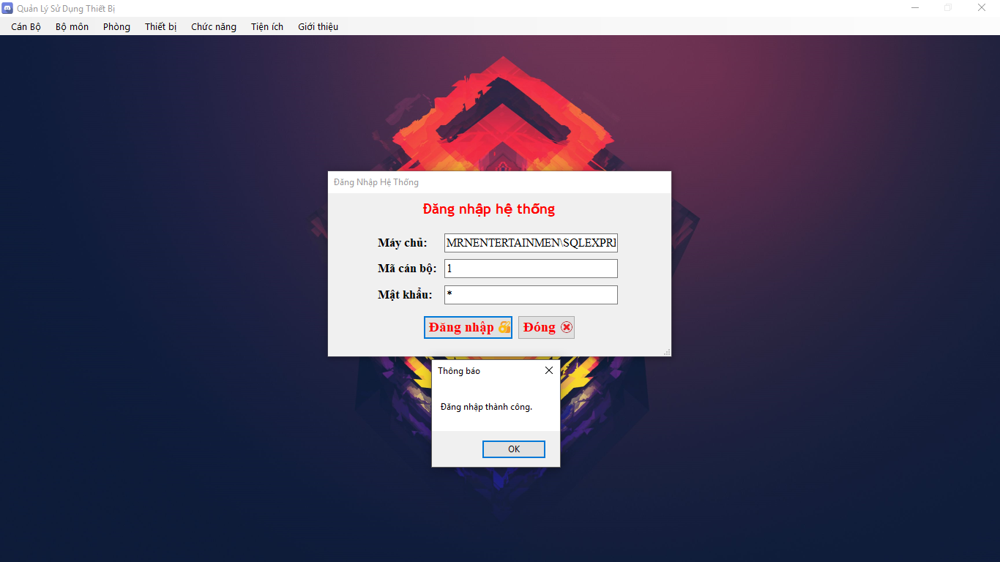 Quản Lý Sử Dụng Thiết Bị
Cán Bộ Bộ môn Phòng Thiết bị Chức năng Tiện ích Giới thiệu
Đăng Nhập Hệ Thống
Đăng nhập hệ thống
Máy chủ: MRNENTERTAINMEN\SQLEXPR
Mã cán bộ: 1
Mật khẩu: *
Đăng nhập Đóng
Thông báo
Đăng nhập thành công.
OK